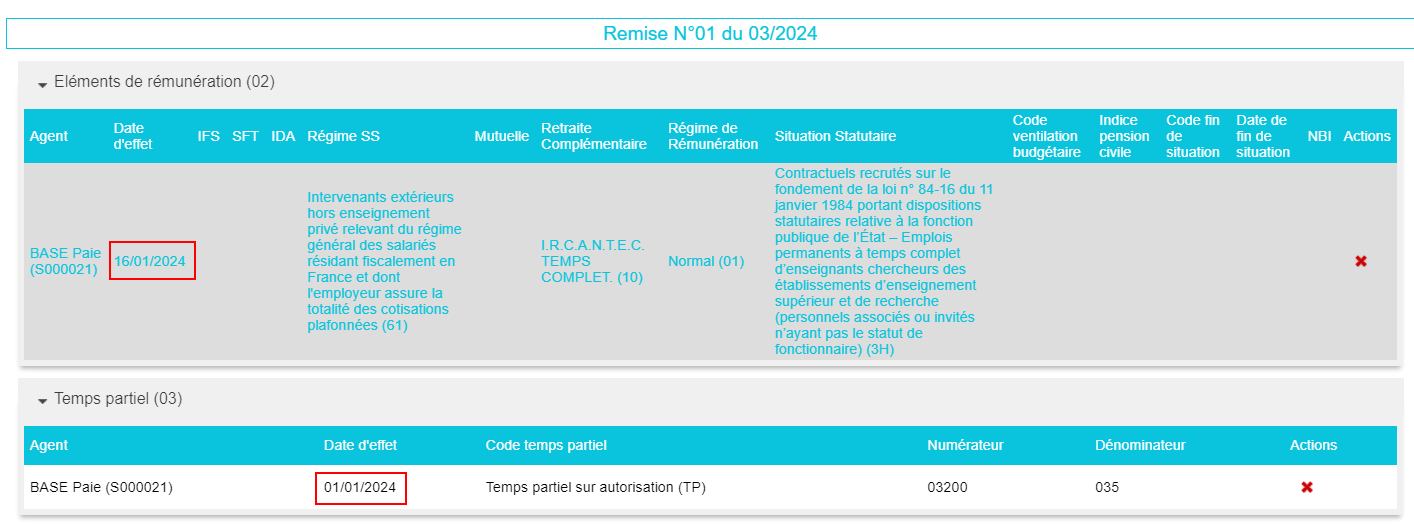 Remise N°01 du 03/2024
Eléments de rémunération (02)
Agent
Date
d'effet
IFS
SFT
IDA
Régime SS
Mutuelle
Retraite
Complémentaire
Régime de
Rémunération
Situation Statutaire
Code
ventilation
budgétaire
Indice
pension
civile
Code fin
de
situation
Date de
fin de
situation
NBI
Actions
BASE Paie
(S000021)
16/01/2024
Intervenants extérieurs
hors enseignement
privé relevant du régime
général des salariés
résidant fiscalement en
France et dont
l'employeur assure la
totalité des cotisations
plafonnées (61)
I.R.C.A.N.T.E.C.
TEMPS
COMPLET. (10)
Normal (01)
Contractuels recrutés sur le
fondement de la loi n° 84-16 du 11
janvier 1984 portant dispositions
statutaires relative à la fonction
publique de l'État – Emplois
permanents à temps complet
d'enseignants chercheurs des
établissements d'enseignement
supérieur et de recherche
(personnels associés ou invités
n'ayant pas le statut de
fonctionnaire) (3H)
Temps partiel (03)
Agent
Date d'effet
Code temps partiel
Numérateur
Dénominateur
Actions
BASE Paie (S000021)
01/01/2024
Temps partiel sur autorisation (TP)
03200
035